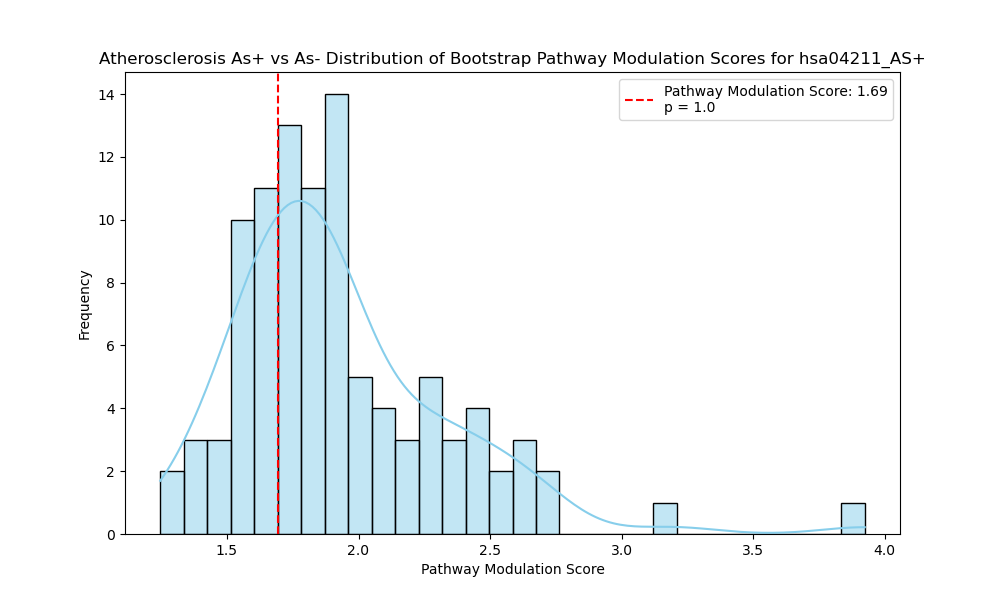 Atherosclerosis As+ vs As- Distribution of Bootstrap Pathway Modulation Scores for hsa04211_AS+
Pathway Modulation Score: 1.69
p = 1.0
Frequency
14
12
10
8
6
4
2
0
1.5 2.0 2.5 3.0 3.5 4.0
Pathway Modulation Score